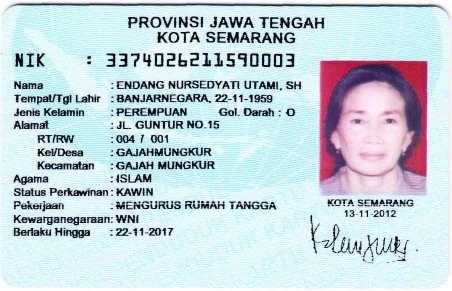 PROVINSI JAWA TENGAH
KOTA SEMARANG
NIK : 3374026211590003
Nama : ENDANG NURSEDYATI UTAMI, SH
Tempat/Tgl Lahir : BANJARNEGARA, 22-11-1959
Jenis Kelamin : PEREMPUAN Gol. Darah : O
Alamat : JL. GUNTUR NO.15
RT/RW : 004 / 001
Kel/Desa : GAJAHMUNGKUR
Kecamatan : GAJAH MUNGKUR
Agama : ISLAM
Status Perkawinan : KAWIN
Pekerjaan : MENGURUS RUMAH TANGGA
Kewarganegaraan : WNI
Berlaku Hingga : 22-11-2017
KOTA SEMARANG
13-11-2012